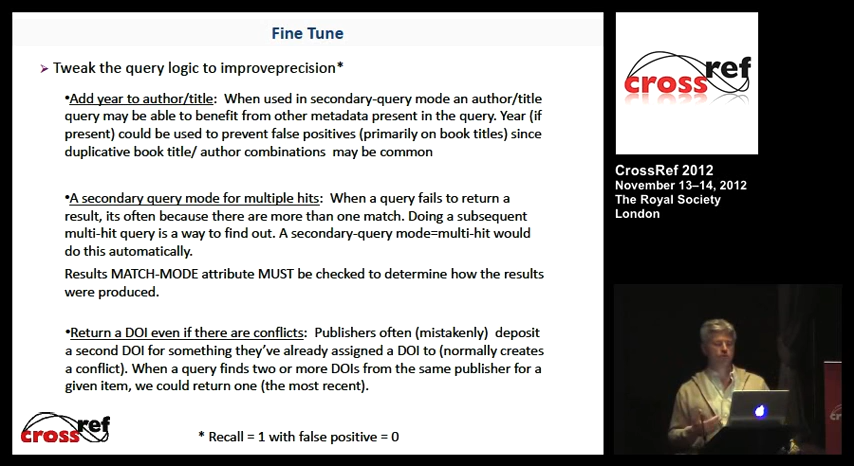 Fine Tune
➢ Tweak the query logic to improveprecision*
•Add year to author/title: When used in secondary-query mode an author/title
query may be able to benefit from other metadata present in the query. Year (if
present) could be used to prevent false positives (primarily on book titles) since
duplicative book title/ author combinations may be common
•A secondary query mode for multiple hits: When a query fails to return a
result, its often because there are more than one match. Doing a subsequent
multi-hit query is a way to find out. A secondary-query mode=multi-hit would
do this automatically.
Results MATCH-MODE attribute MUST be checked to determine how the results
were produced.
•Return a DOI even if there are conflicts: Publishers often (mistakenly) deposit
a second DOI for something they've already assigned a DOI to (normally creates
a conflict). When a query finds two or more DOIs from the same publisher for a
given item, we could return one (the most recent).
crossref
* Recall = 1 with false positive = 0
crossref
CrossRef 2012
November 13–14, 2012
The Royal Society
London